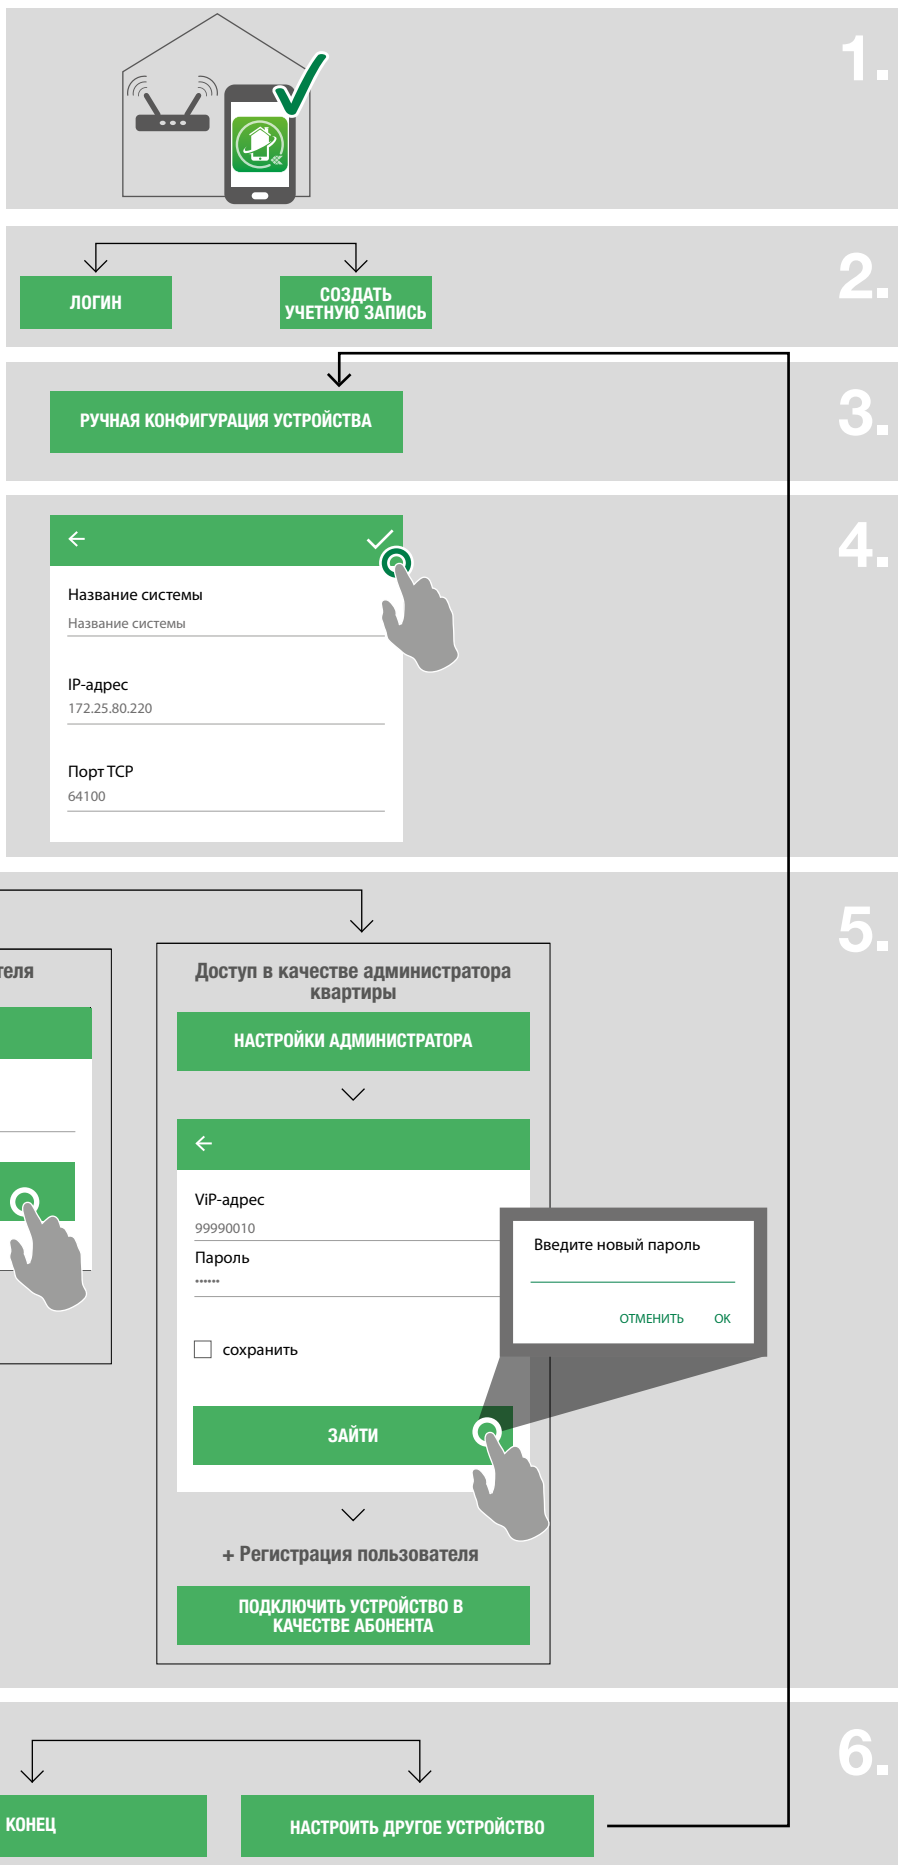 1.
2.
ЛОГИН
СОЗДАТЬ
УЧЕТНУЮ ЗАПИСЬ
3.
РУЧНАЯ КОНФИГУРАЦИЯ УСТРОЙСТВА
4.
Название системы
Название системы
IP-адрес
172.25.80.220
Порт TCP
64100
5.
теля
Доступ в качестве администратора
квартиры
НАСТРОЙКИ АДМИНИСТРАТОРА
ViP-адрес
99990010
Пароль
••••••
сохранить
ЗАЙТИ
Введите новый пароль
ОТМЕНИТЬ OK
+ Регистрация пользователя
ПОДКЛЮЧИТЬ УСТРОЙСТВО В
КАЧЕСТВЕ АБОНЕНТА
6.
КОНЕЦ
НАСТРОИТЬ ДРУГОЕ УСТРОЙСТВО